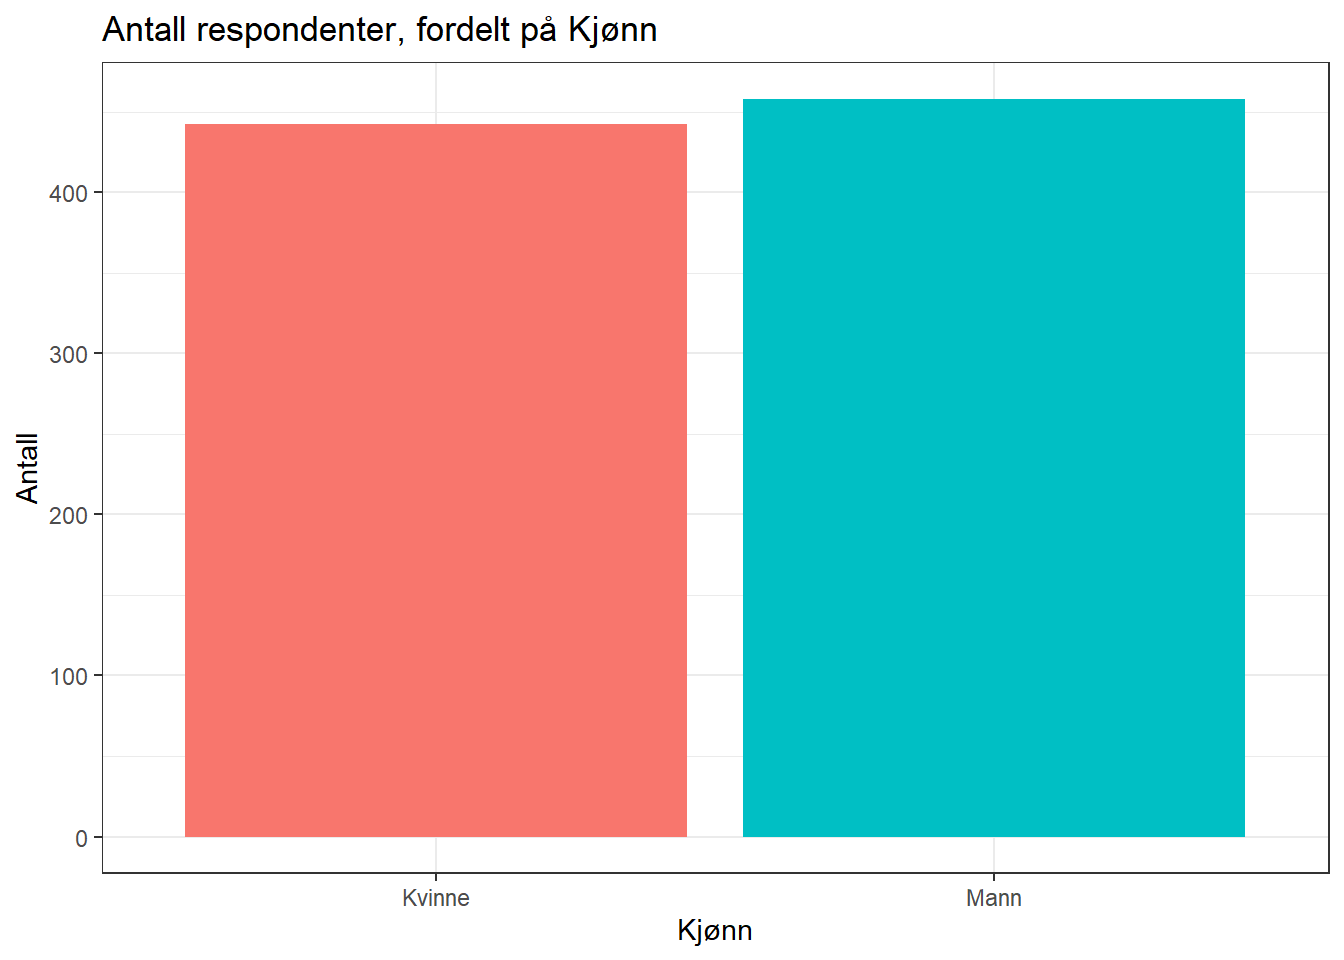 Antall respondenter, fordelt på Kjønn
Antall
400
300
200
100
0
Kvinne
Mann
Kjønn